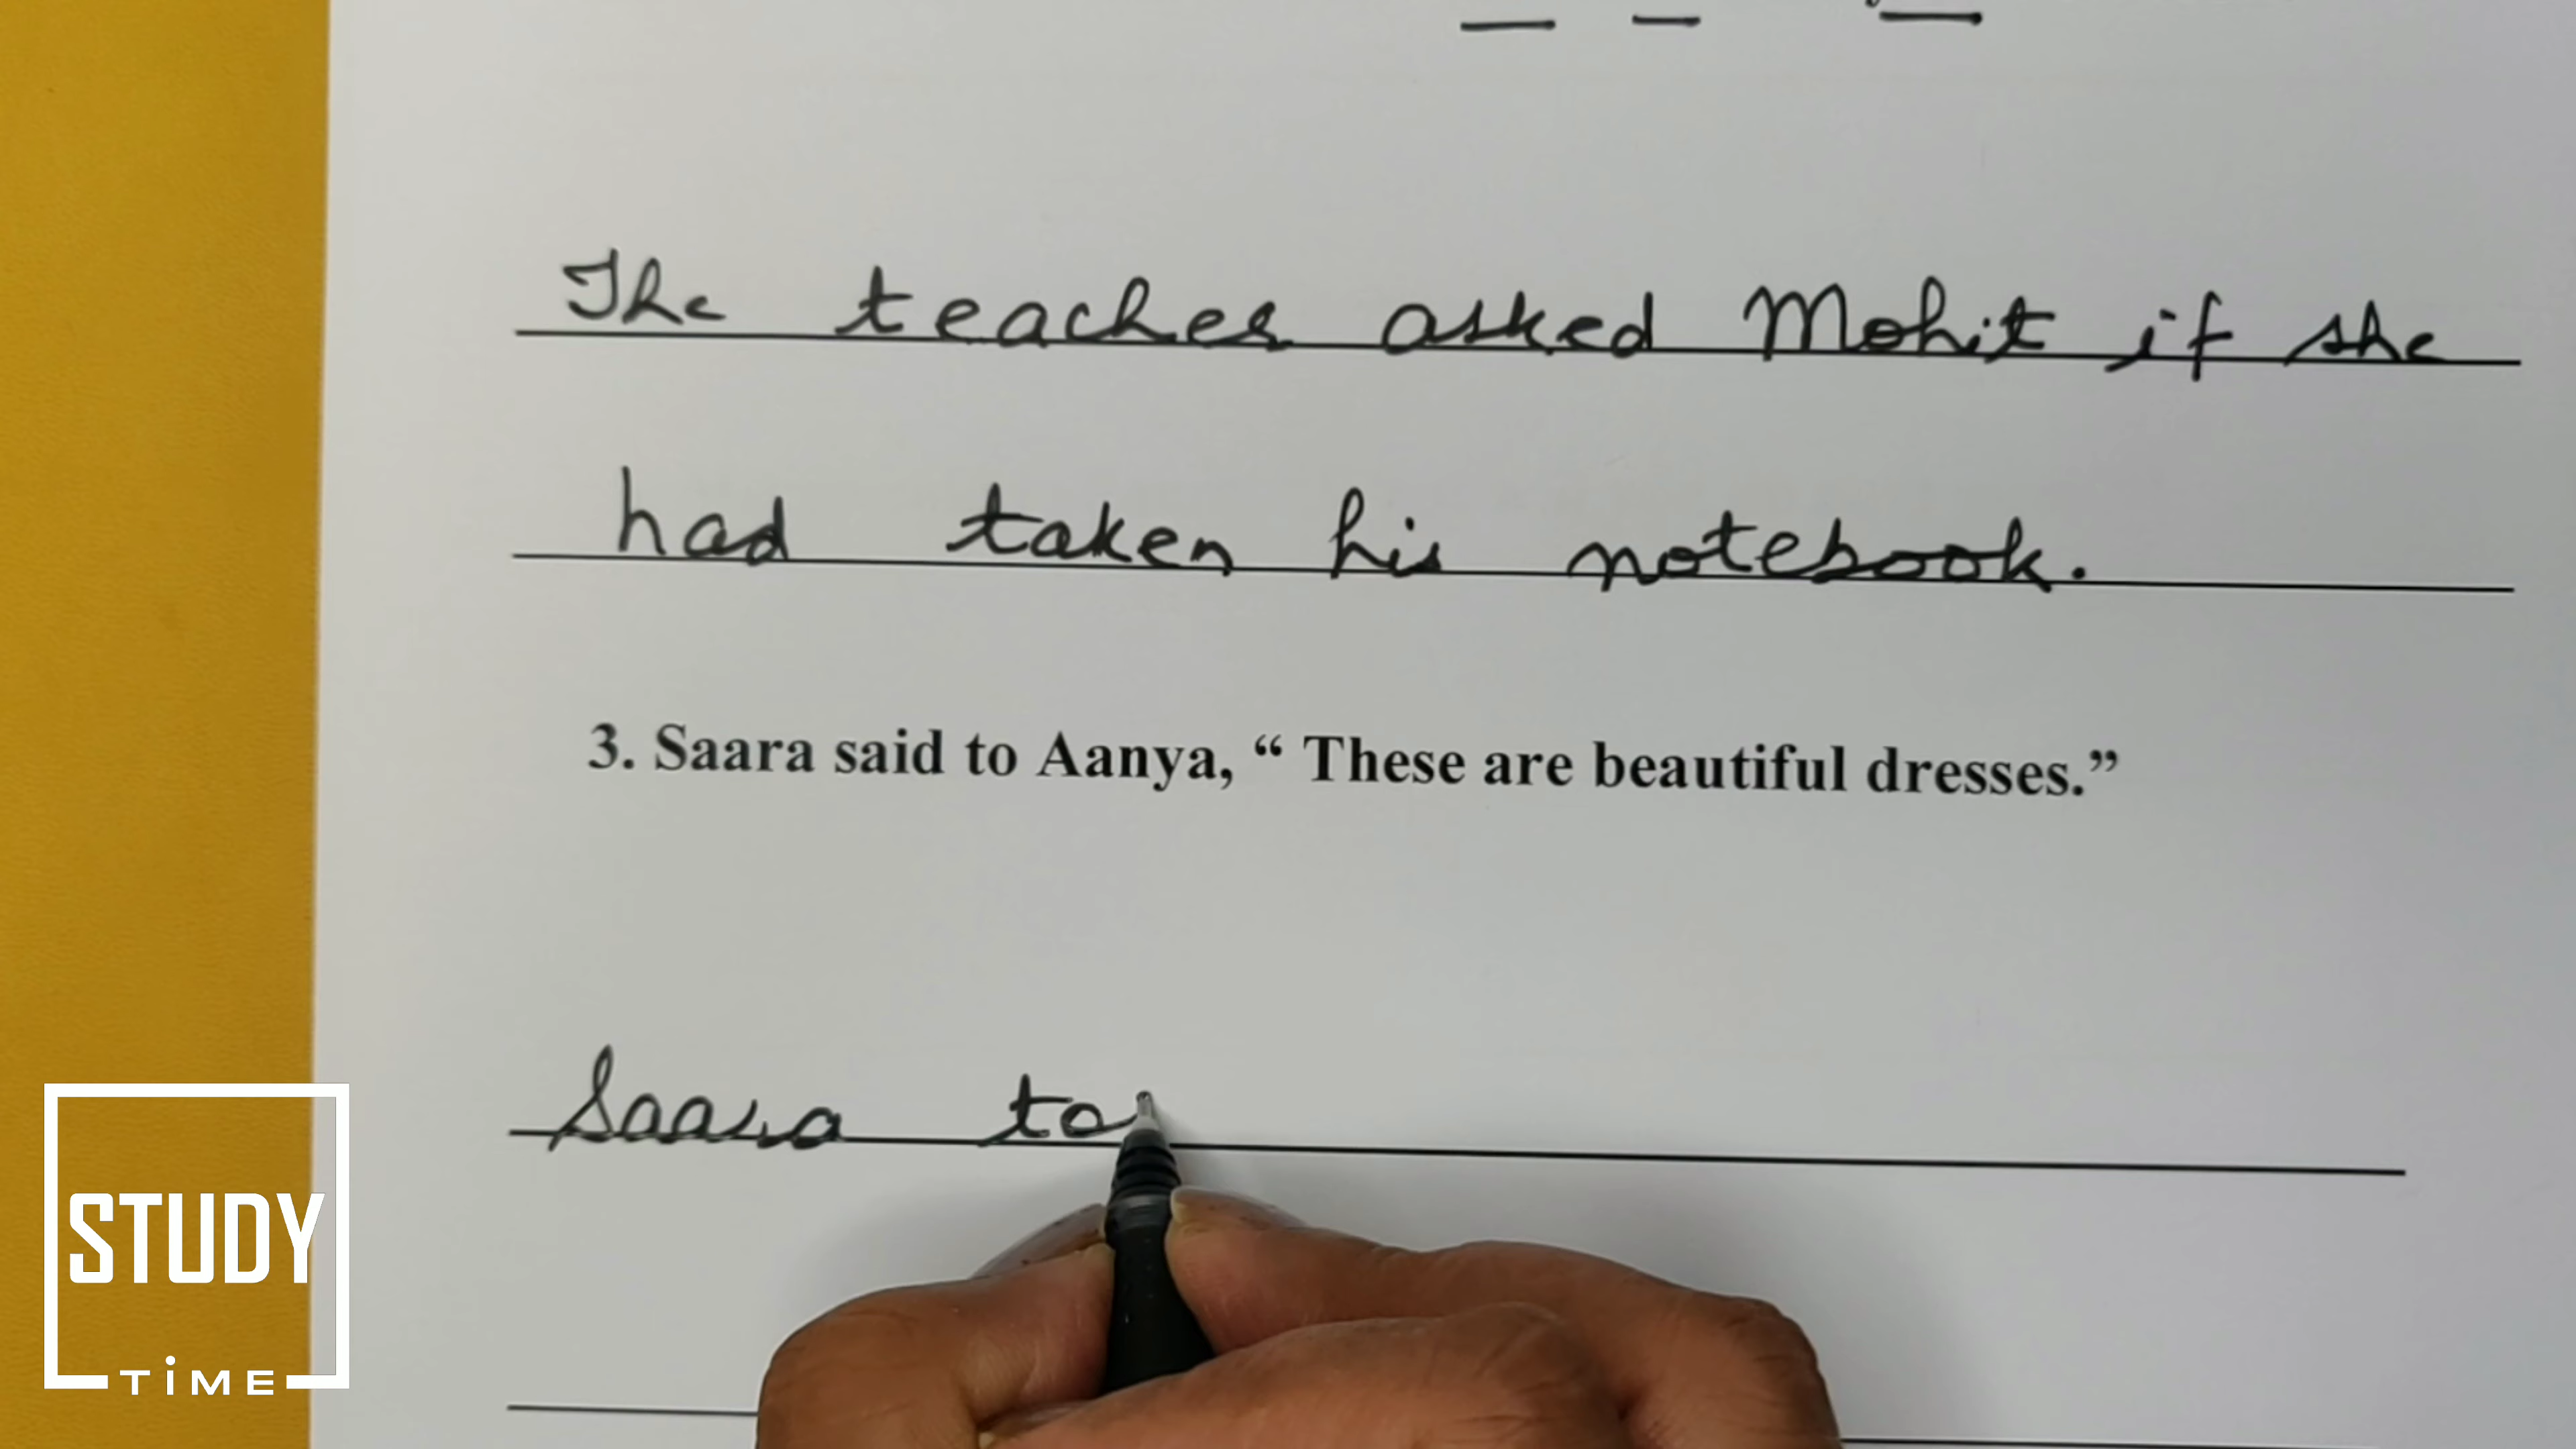 The teacher asked Mohit if she
had taken his notebook.
3. Saara said to Aanya, “ These are beautiful dresses.”
Saara to
STUDY
TiME